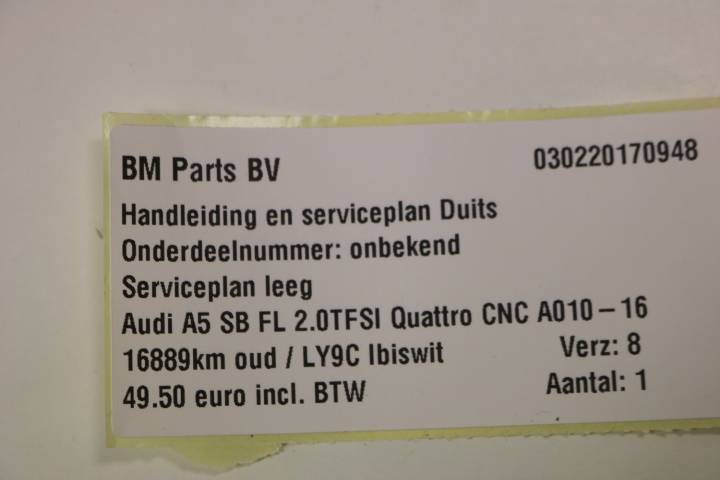 BM Parts BV 030220170948
Handleiding en serviceplan Duits
Onderdeelnummer: onbekend
Serviceplan leeg
Audi A5 SB FL 2.0TFSI Quattro CNC A010-16
16889km oud / LY9C Ibiswit Verz: 8
49.50 euro incl. BTW Aantal: 1